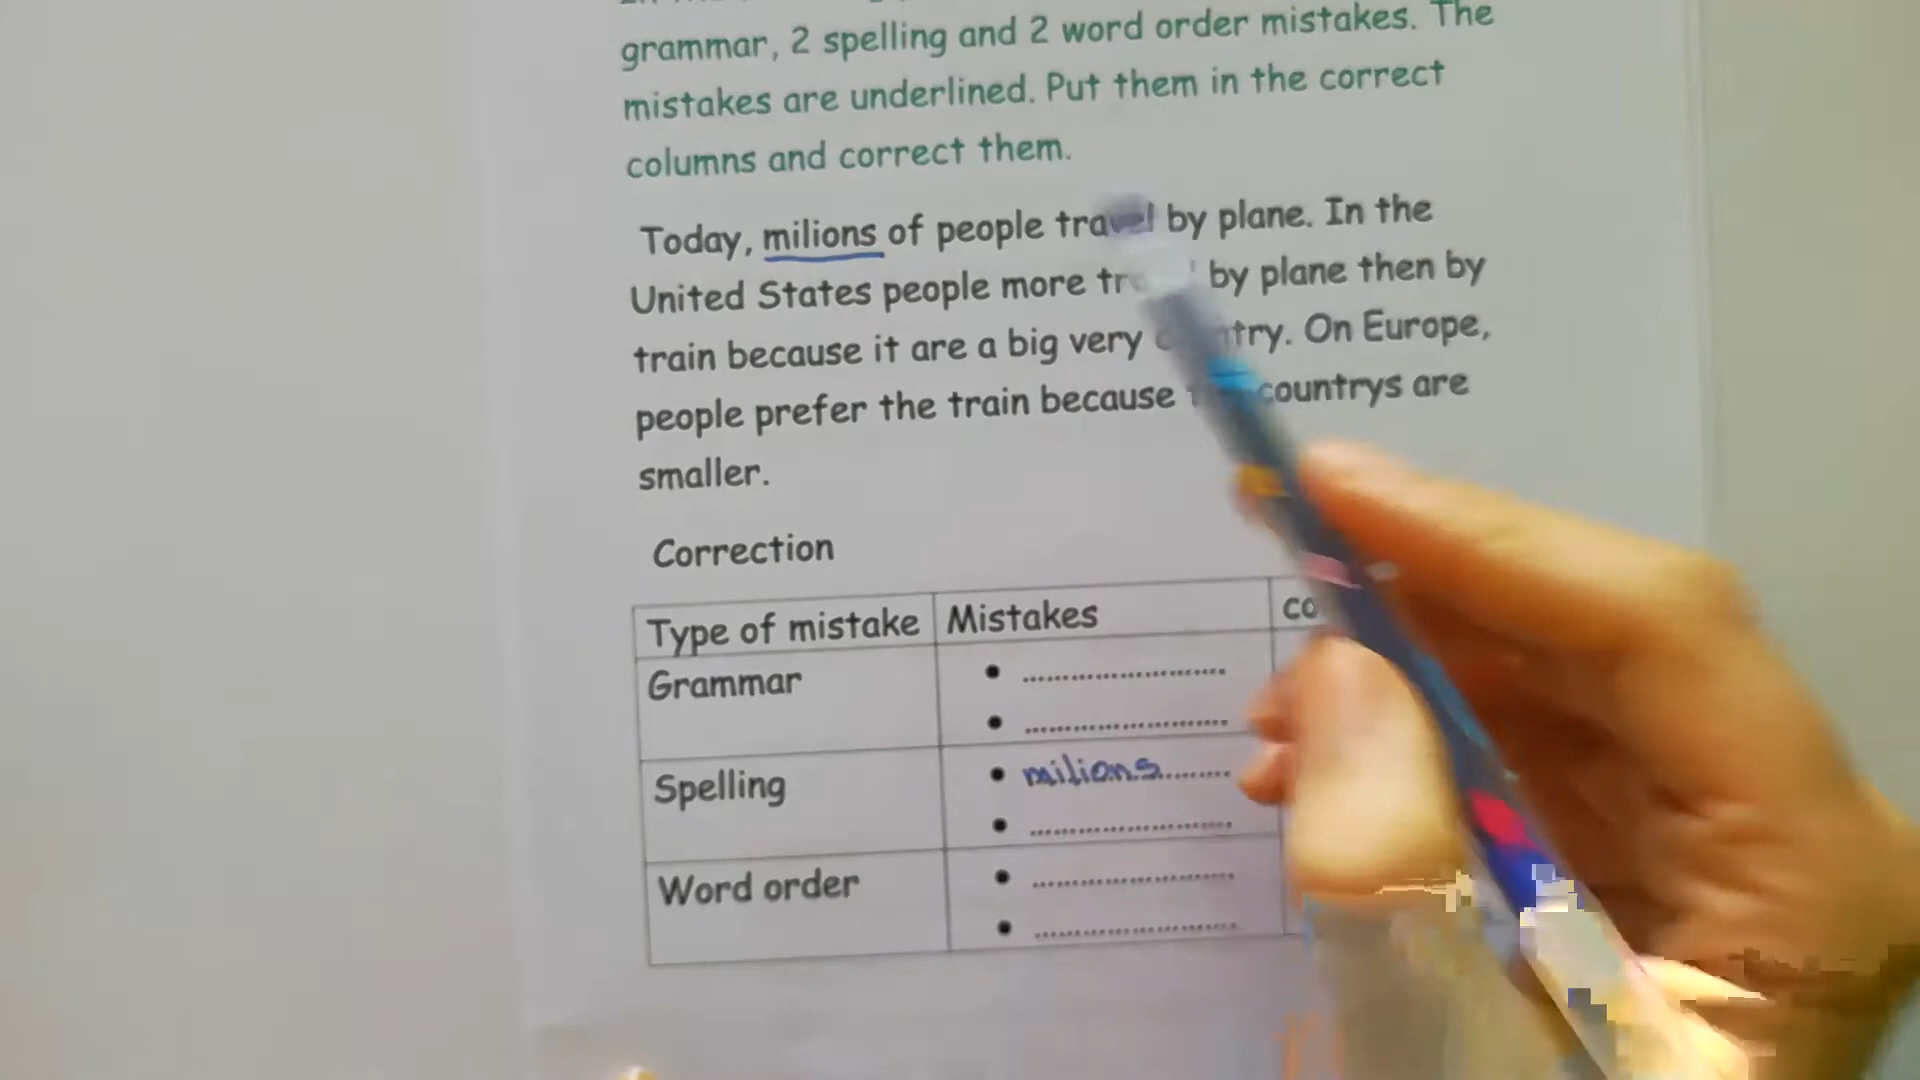 grammar, 2 spelling and 2 word order mistakes. The
mistakes are underlined. Put them in the correct
columns and correct them.
Today, milions of people travel by plane. In the
United States people more by plane then by
train because it are a big very . On Europe,
people prefer the train because countrys are
smaller.
Correction
Type of mistake Mistakes
Grammar
Spelling milions
Word order